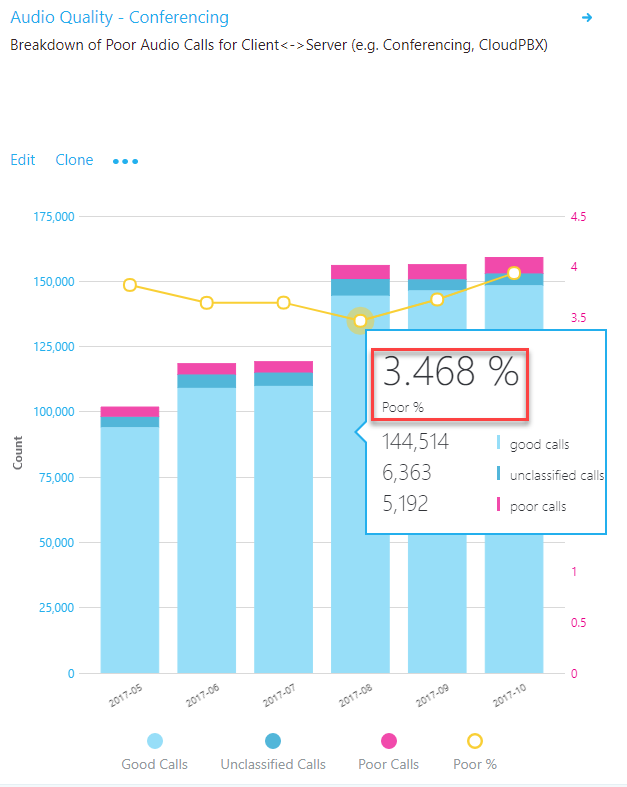 Audio Quality - Conferencing
Breakdown of Poor Audio Calls for Client<->Server (e.g. Conferencing, CloudPBX)
Edit Clone •••
175,000 4.5
150,000 4
3.5
125,000
3.468 %
Poor %
100,000
144,514 good calls
6,363 unclassified calls
75,000
5,192 poor calls
50,000
1
25,000
0.5
0 0
Count
2017-05 2017-06 2017-07 2017-08 2017-09 2017-10
Good Calls Unclassified Calls Poor Calls Poor %